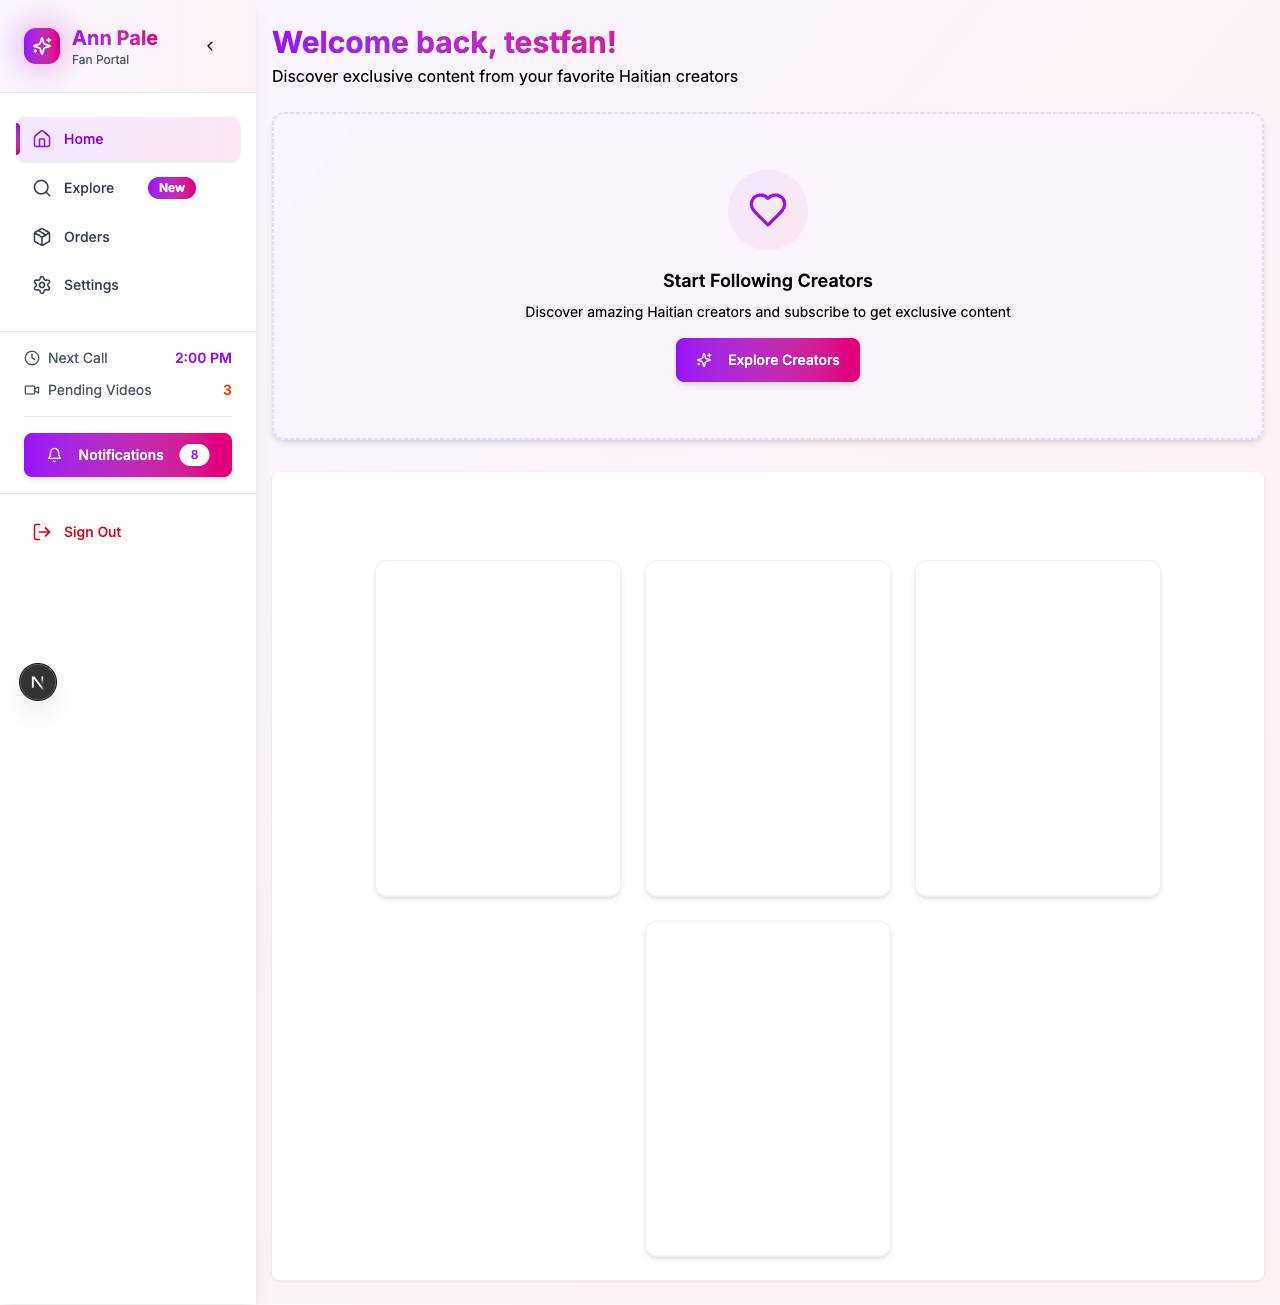 Ann Pale
Fan Portal
Home
Explore
New
Orders
Settings
Next Call
2:00 PM
Pending Videos
3
Notifications
8
Sign Out
N
Welcome back, testfan!
Discover exclusive content from your favorite Haitian creators
Start Following Creators
Discover amazing Haitian creators and subscribe to get exclusive content
Explore Creators